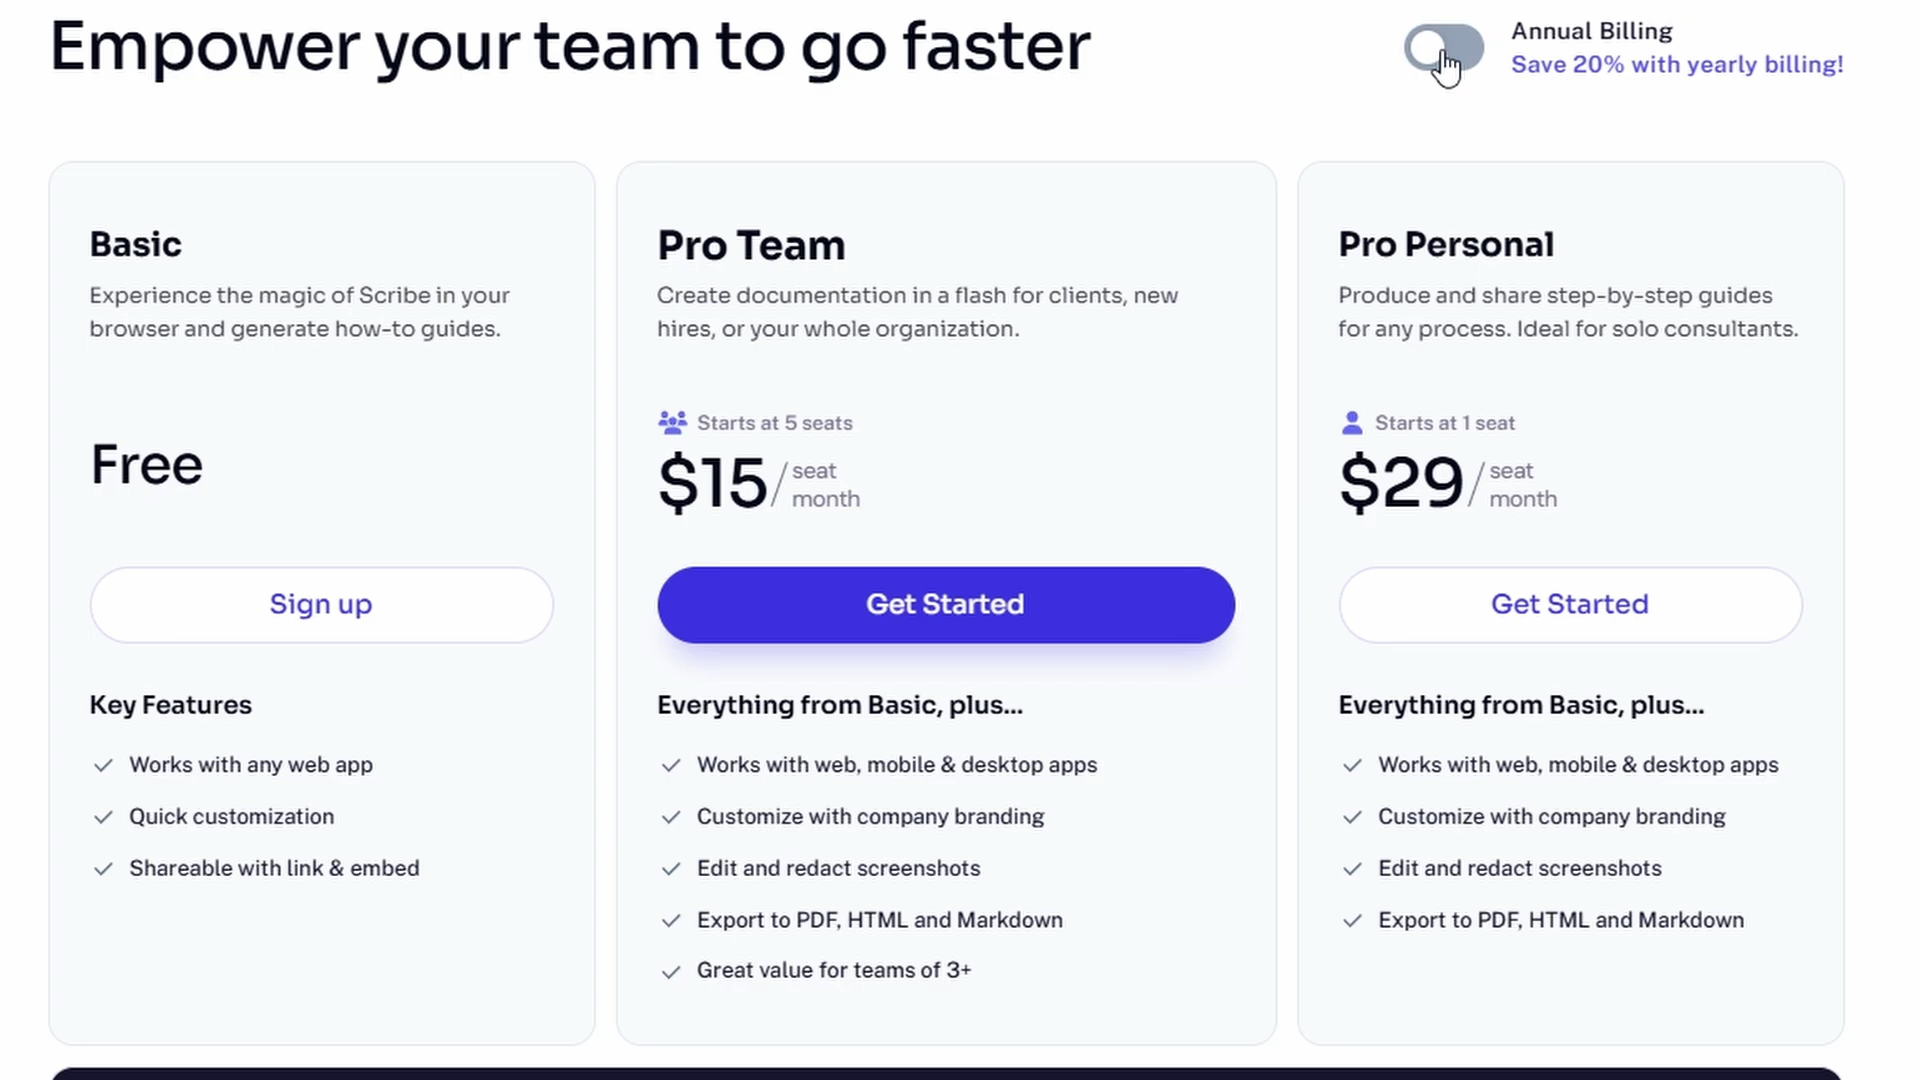 Empower your team to go faster
Annual Billing
Save 20% with yearly billing!
Basic
Experience the magic of Scribe in your
browser and generate how-to guides.
Free
Sign up
Key Features
Works with any web app
Quick customization
Shareable with link & embed
Pro Team
Create documentation in a flash for clients, new
hires, or your whole organization.
Starts at 5 seats
$15/ seat
month
Get Started
Everything from Basic, plus...
Works with web, mobile & desktop apps
Customize with company branding
Edit and redact screenshots
Export to PDF, HTML and Markdown
Great value for teams of 3+
Pro Personal
Produce and share step-by-step guides
for any process. Ideal for solo consultants.
Starts at 1 seat
$29/ seat
month
Get Started
Everything from Basic, plus...
Works with web, mobile & desktop apps
Customize with company branding
Edit and redact screenshots
Export to PDF, HTML and Markdown